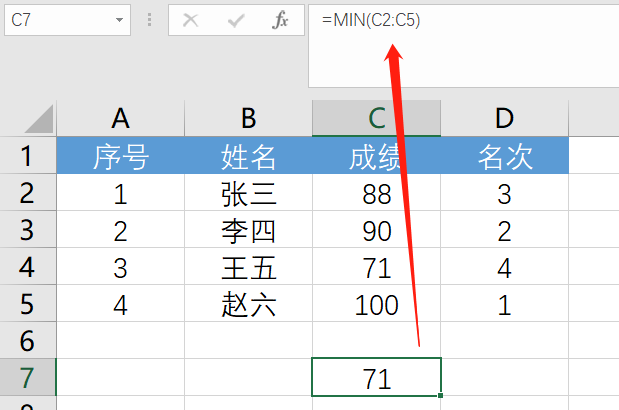 C7 fx =MIN(C2:C5)
A B C D
1 序号 姓名 成绩 名次
2 1 张三 88 3
3 2 李四 90 2
4 3 王五 71 4
5 4 赵六 100 1
6
7 71